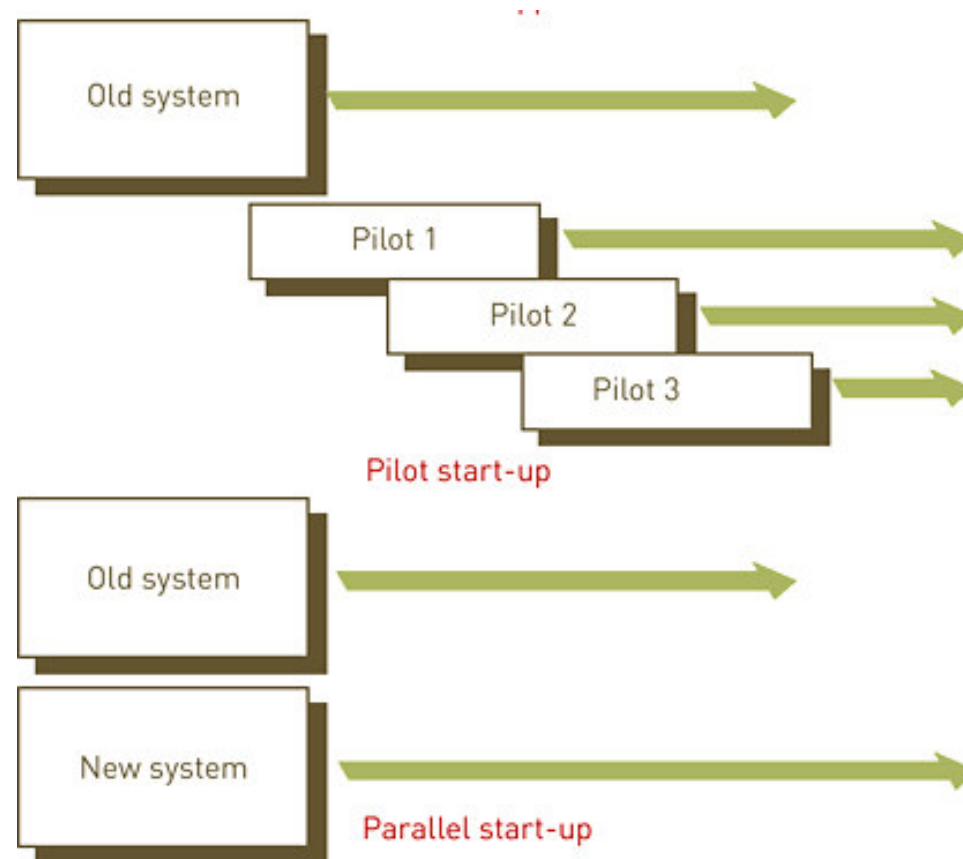 Old system
Pilot 1
Pilot 2
Pilot 3
Pilot start-up
Old system
New system
Parallel start-up